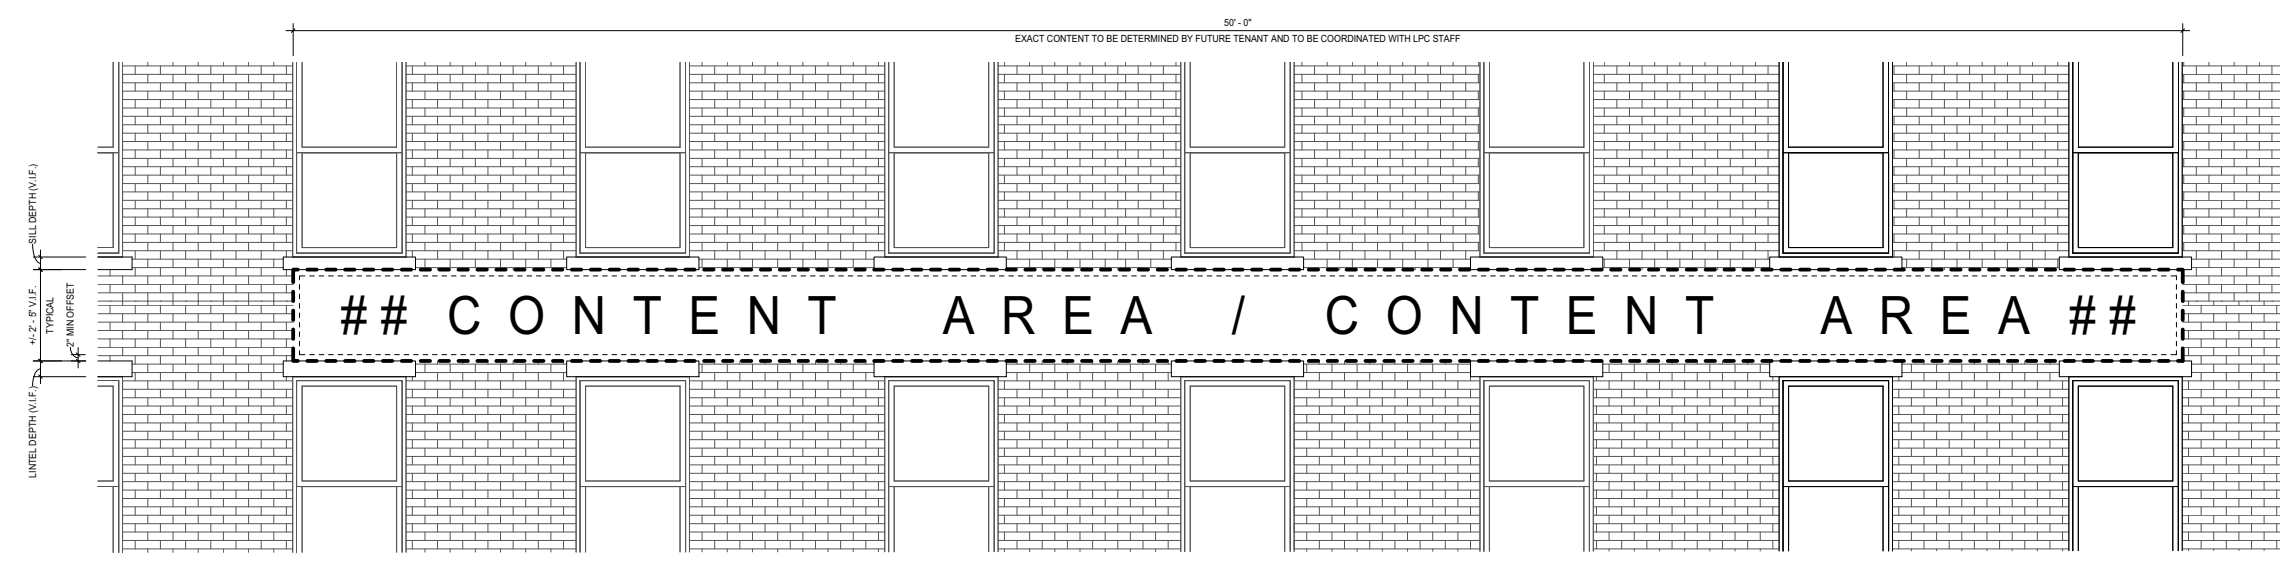 50' - 0"
EXACT CONTENT TO BE DETERMINED BY FUTURE TENANT AND TO BE COORDINATED WITH LPC STAFF
SILL DEPTH (V.I.F.)
+/- 2' - 5" V.I.F.
TYPICAL
2" MIN OFFSET
LINTEL DEPTH (V.I.F.)
## CONTENT AREA / CONTENT AREA ##